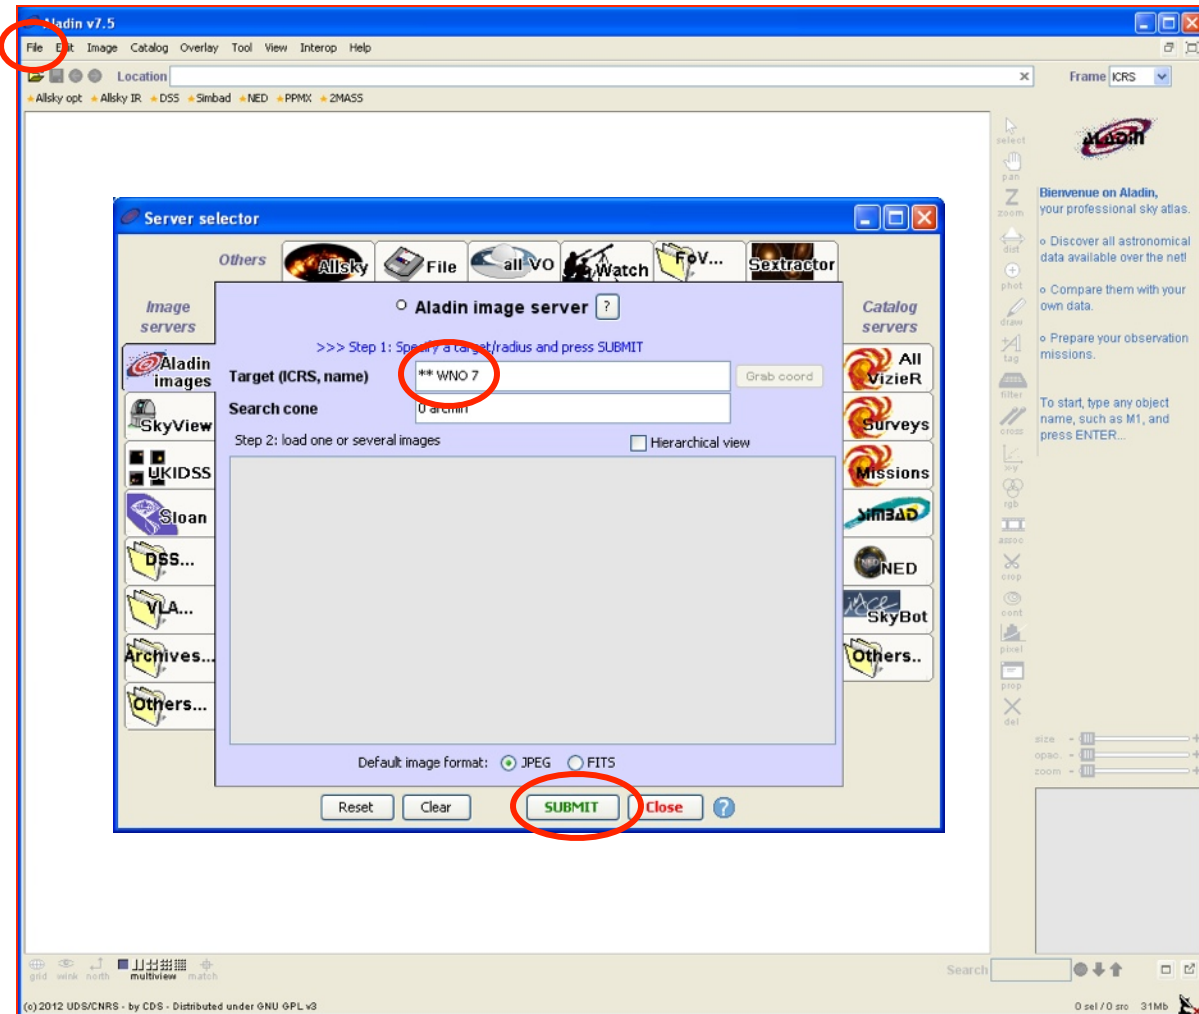 Aladin v7.5
File Edit Image Catalog Overlay Tool View Interop Help
Location
Frame ICRS
Allsky opt Allsky IR DSS Simbad NED PPMX 2MASS
select
pan
zoom
dist
phot
draw
tag
filter
cross
x-y
rgb
assoc
crop
cont
pixel
prop
del
ALADIN
Bienvenue on Aladin,
your professional sky atlas.
Discover all astronomical
data available over the net!
Compare them with your
own data.
Prepare your observation
missions.
To start, type any object
name, such as M1, and
press ENTER...
size - +
opac. - +
zoom - +
Server selector
Others Allsky File all-VO Watch FoV... Sextractor
Image
servers
Aladin
images
SkyView
UKIDSS
Sloan
DSS...
VLA...
Archives...
Others...
Aladin image server ?
>>> Step 1: Specify a target/radius and press SUBMIT
Target (ICRS, name) ** WNO 7 Grab coord
Search cone 0 arcmin
Step 2: load one or several images Hierarchical view
Default image format: JPEG FITS
Reset Clear SUBMIT Close ?
Catalog
servers
All
VizieR
Surveys
Missions
SIMBAD
NED
SkyBot
Others..
grid wink north multiview match
Search
(c) 2012 UDS/CNRS - by CDS - Distributed under GNU GPL v3
0 sel / 0 src 31Mb